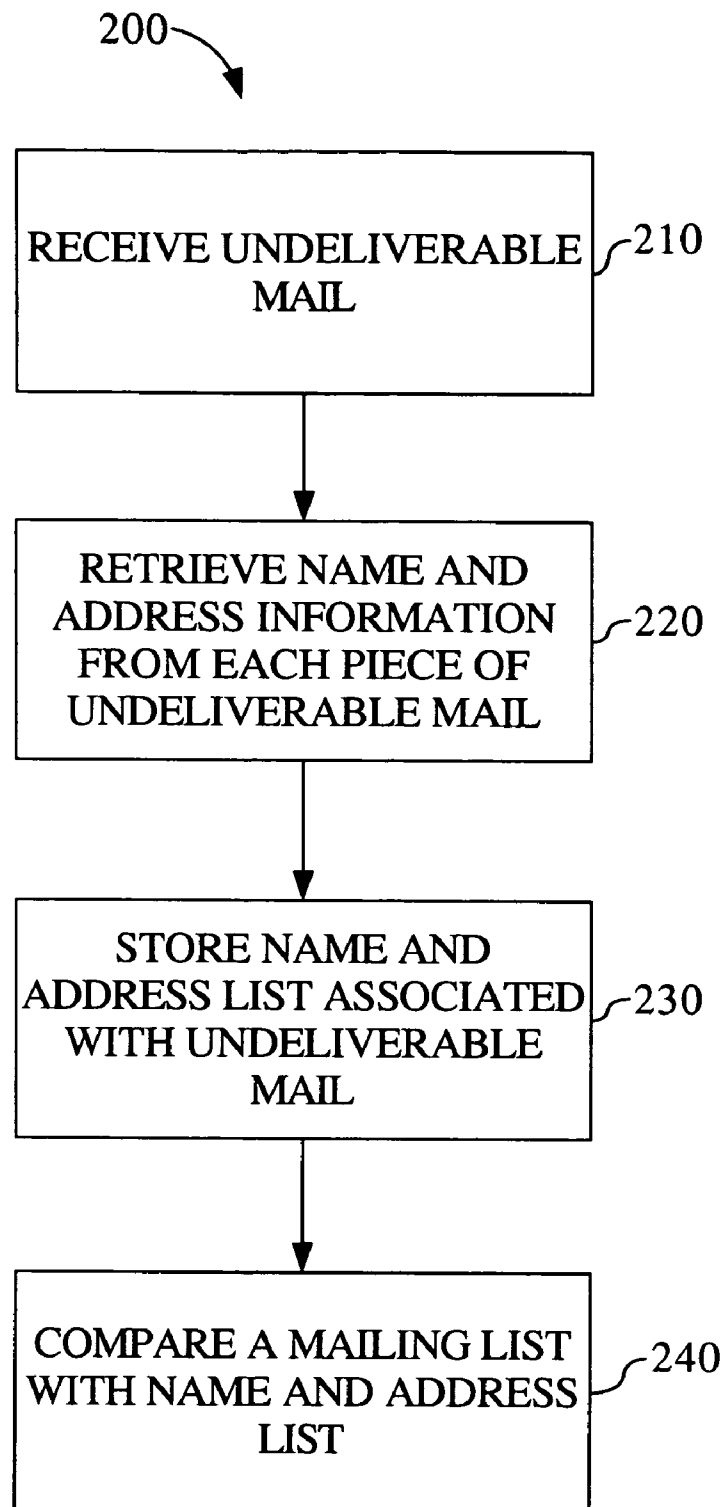 200
RECEIVE UNDELIVERABLE
MAIL
210
RETRIEVE NAME AND
ADDRESS INFORMATION
FROM EACH PIECE OF
UNDELIVERABLE MAIL
220
STORE NAME AND
ADDRESS LIST ASSOCIATED
WITH UNDELIVERABLE
MAIL
230
COMPARE A MAILING LIST
WITH NAME AND ADDRESS
LIST
240